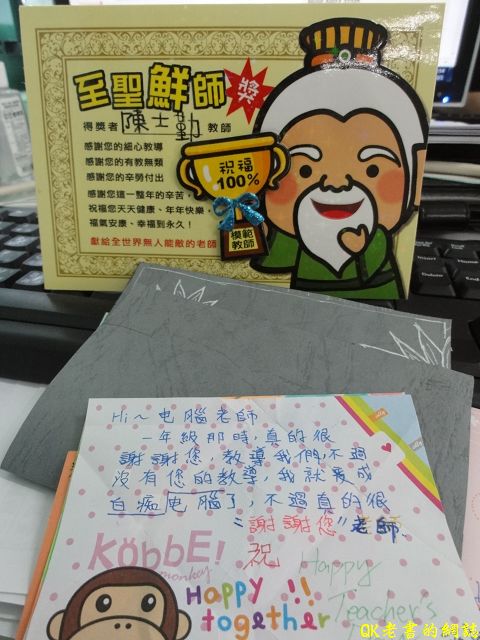 至聖鮮師獎
得獎者 陳士勤 教師
感謝您的細心教導
感謝您的有教無類
感謝您的辛勞付出
感謝您這一整年的辛苦，
祝福您天天健康、年年快樂，
福氣安康、幸福到永久！
獻給全世界無人能敵的老師
祝福
100%
模範
教師
Hi～电腦老師
一年級那時，真的很
謝謝您，教導我們，不過
沒有您的教導，我就变成
白痴电腦了，不過真的很
"謝謝您"老師.
祝
Happy
Teacher's
KöbbE!
monkey
Happy !!
together
QK老書的網誌